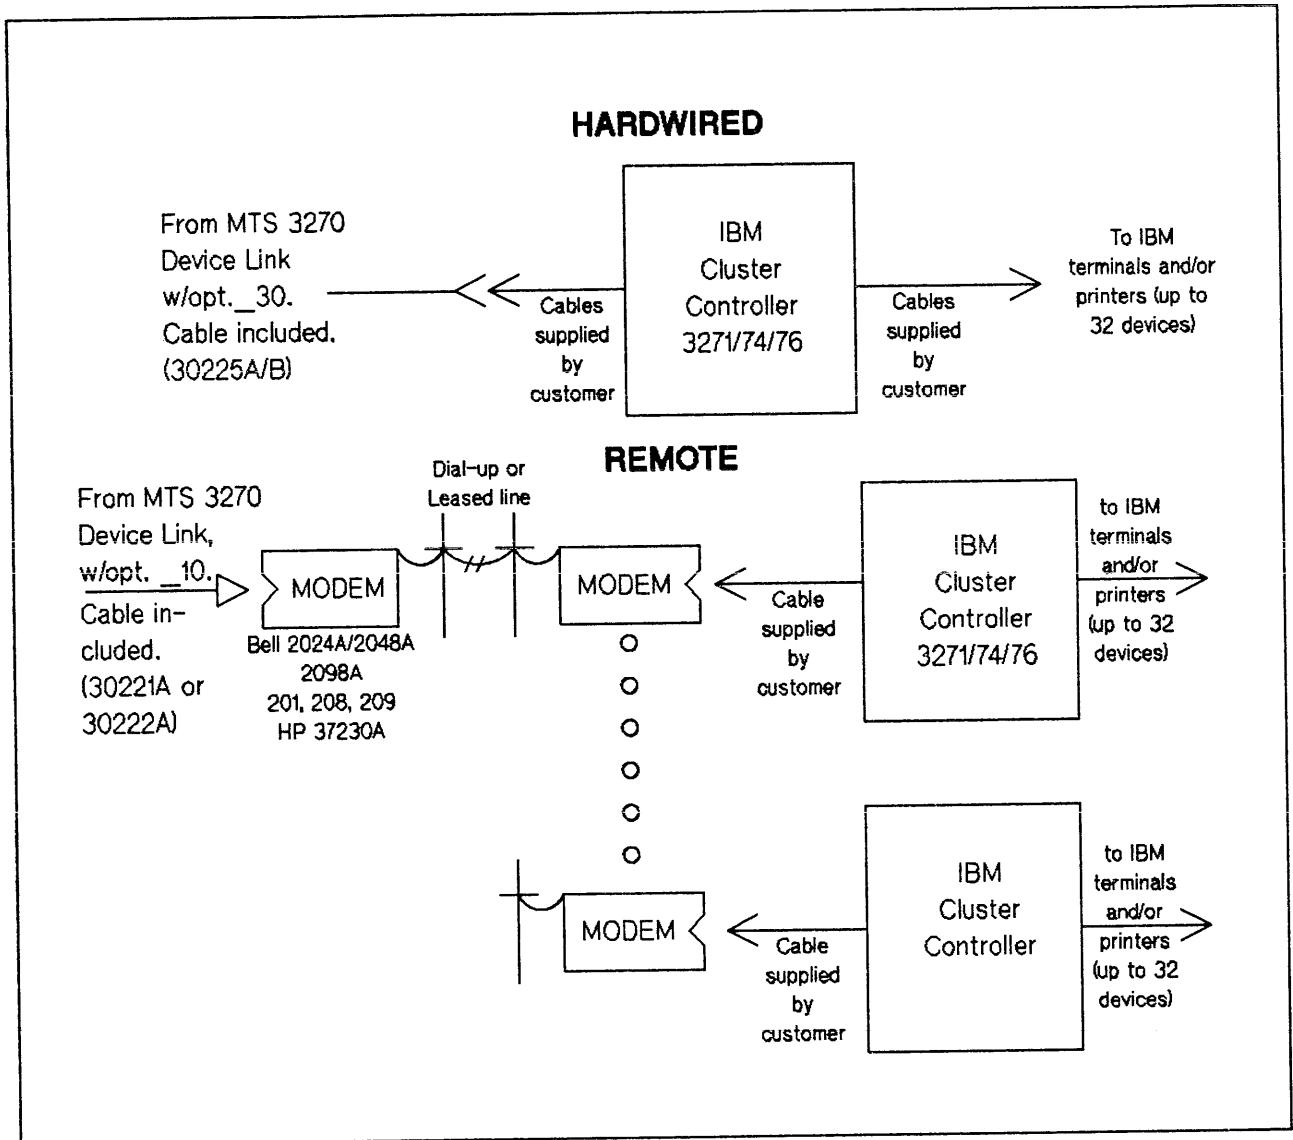 HARDWIRED
From MTS 3270
Device Link
w/opt._30.
Cable included.
(30225A/B)
Cables
supplied
by
customer
IBM
Cluster
Controller
3271/74/76
Cables
supplied
by
customer
To IBM
terminals and/or
printers (up to
32 devices)
REMOTE
From MTS 3270
Device Link,
w/opt. _10.
Cable in-
cluded.
(30221A or
30222A)
MODEM
Bell 2024A/2048A
2098A
201, 208, 209
HP 37230A
Dial-up or
Leased line
MODEM
Cable
supplied
by
customer
IBM
Cluster
Controller
3271/74/76
to IBM
terminals
and/or
printers
(up to 32
devices)
MODEM
Cable
supplied
by
customer
IBM
Cluster
Controller
to IBM
terminals
and/or
printers
(up to 32
devices)